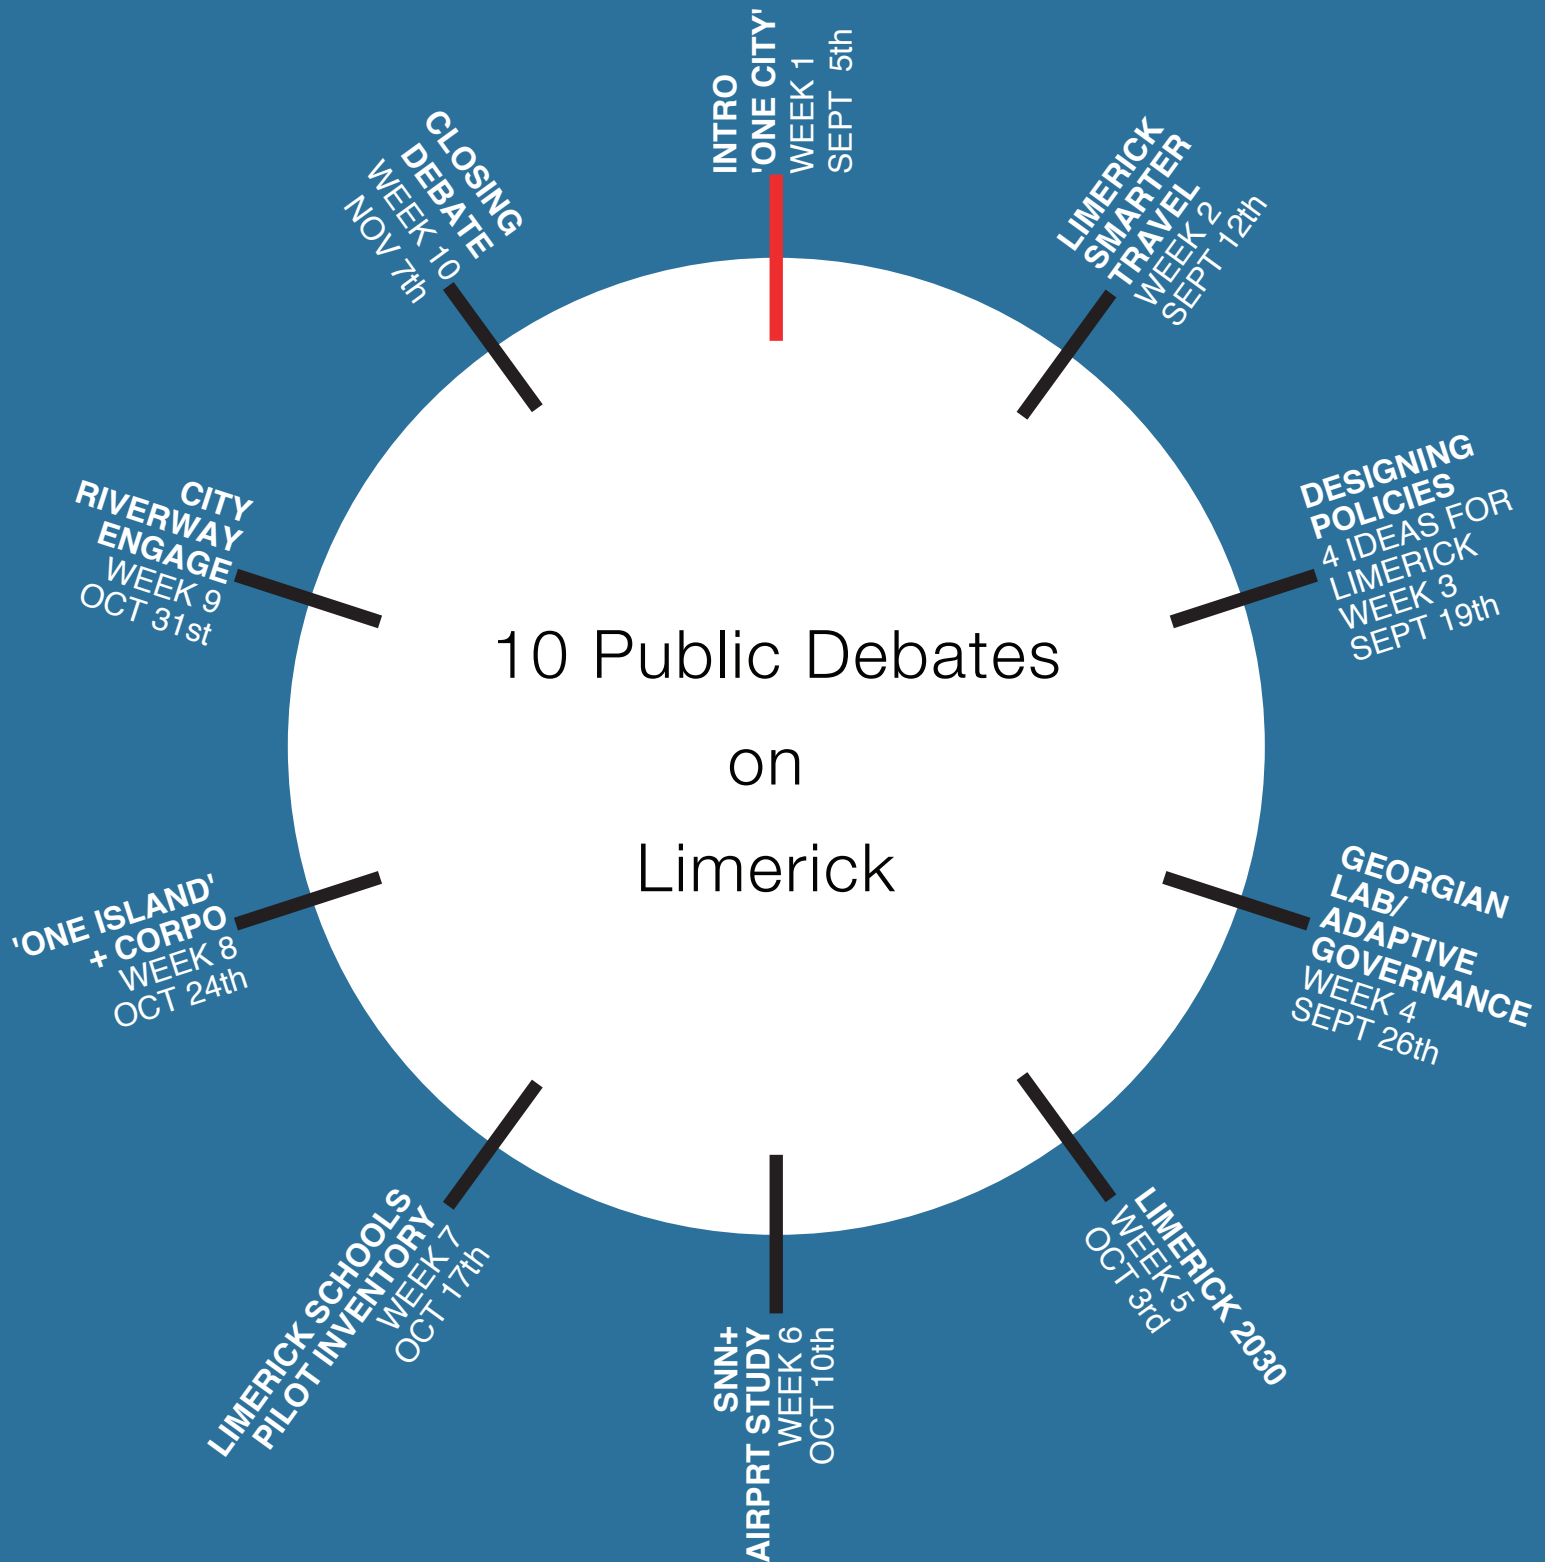 10 Public Debates
on
Limerick
INTRO
'ONE CITY'
WEEK 1
SEPT 5th
LIMERICK
SMARTER
TRAVEL
WEEK 2
SEPT 12th
DESIGNING
POLICIES
4 IDEAS FOR
LIMERICK
WEEK 3
SEPT 19th
GEORGIAN
LAB/
ADAPTIVE
GOVERNANCE
WEEK 4
SEPT 26th
LIMERICK 2030
WEEK 5
OCT 3rd
SNN+
AIRPRT STUDY
WEEK 6
OCT 10th
LIMERICK SCHOOLS
PILOT INVENTORY
WEEK 7
OCT 17th
'ONE ISLAND'
+ CORPO
WEEK 8
OCT 24th
CITY
RIVERWAY
ENGAGE
WEEK 9
OCT 31st
CLOSING
DEBATE
WEEK 10
NOV 7th